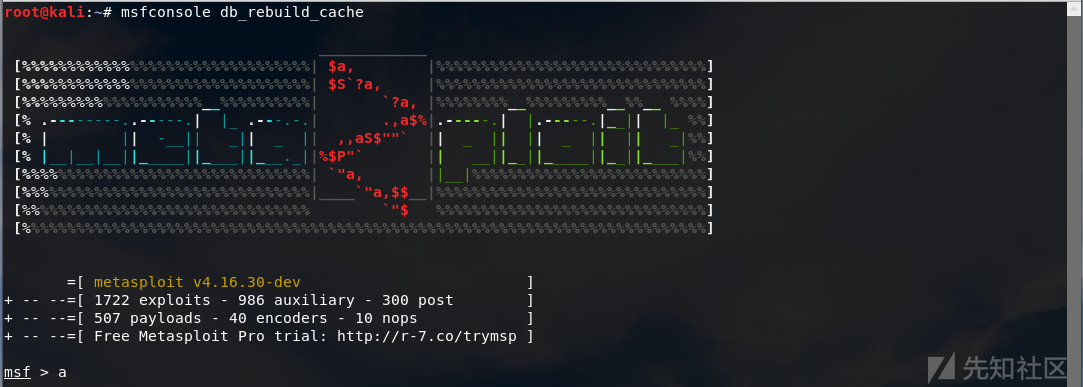 root@kali:~# msfconsole db_rebuild_cache
=[ metasploit v4.16.30-dev ]
+ -- --=[ 1722 exploits - 986 auxiliary - 300 post ]
+ -- --=[ 507 payloads - 40 encoders - 10 nops ]
+ -- --=[ Free Metasploit Pro trial: http://r-7.co/trymsp ]
msf > a
先知社区